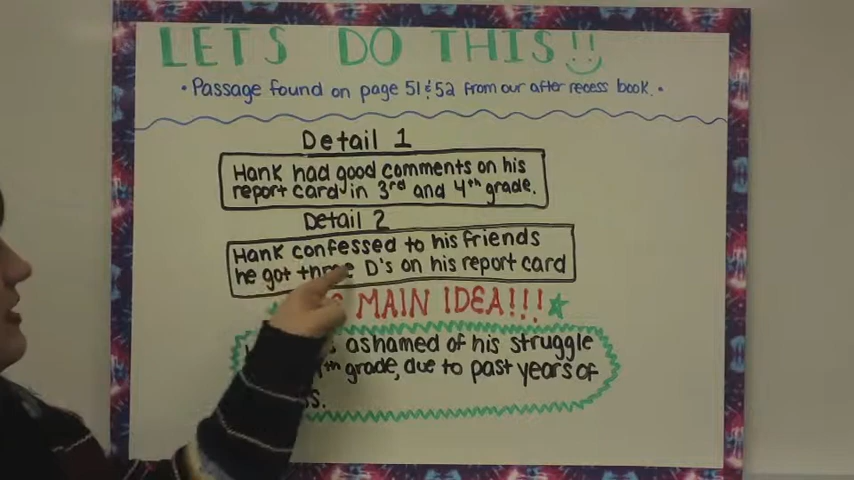 LETS DO THIS
• Passage found on page 51 & 52 from our after recess book. •
Detail 1
Hank had good comments on his
report card in 3rd and 4th grade.
Detail 2
Hank confessed to his friends
he got three D's on his report card
MAIN IDEA!!!
ashamed of his struggle
th grade, due to past years of